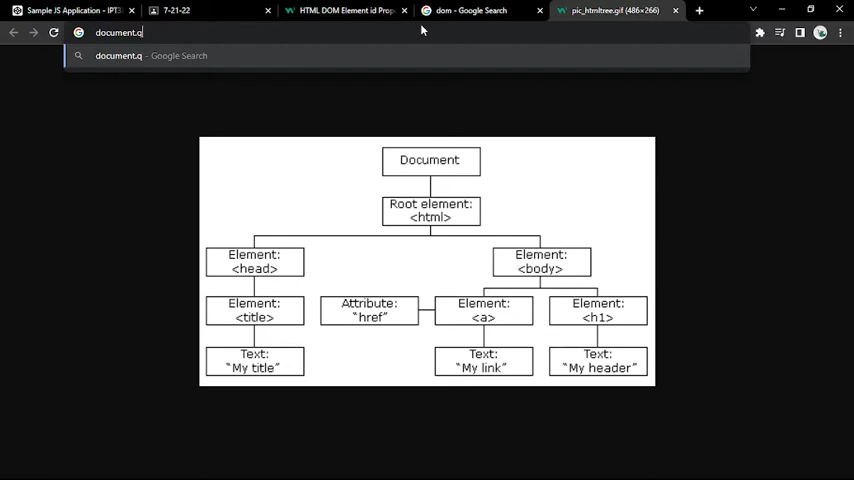 Sample JS Application - IPT3
7-21-22
HTML DOM Element id Prop
dom - Google Search
pic_htmltree.gif (486×266)
document.q
document.q - Google Search
Document
Root element:
<html>
Element:
<head>
Element:
<body>
Element:
<title>
Attribute:
"href"
Element:
<a>
Element:
<h1>
Text:
"My title"
Text:
"My link"
Text:
"My header"